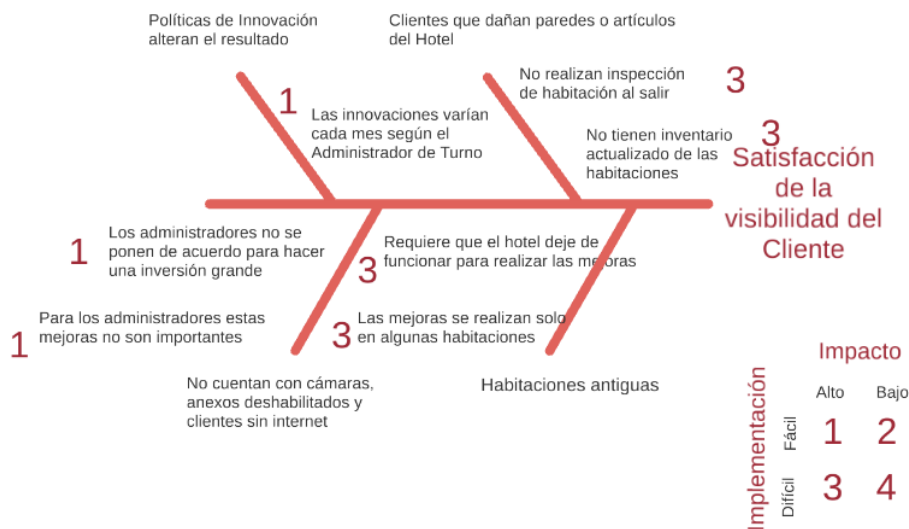 Políticas de Innovación
alteran el resultado
Clientes que dañan paredes o artículos
del Hotel
1
Las innovaciones varían
cada mes según el
Administrador de Turno
No realizan inspección
de habitación al salir
3
No tienen inventario
actualizado de las
habitaciones
3
Satisfacción
de la
visibilidad del
Cliente
1
Los administradores no se
ponen de acuerdo para hacer
una inversión grande
Requiere que el hotel deje de
funcionar para realizar las mejoras
3
1
Para los administradores estas
mejoras no son importantes
3
Las mejoras se realizan solo
en algunas habitaciones
No cuentan con cámaras,
anexos deshabilitados y
clientes sin internet
Habitaciones antiguas
Impacto
Alto Bajo
Implementación
Fácil
1 2
Difícil
3 4